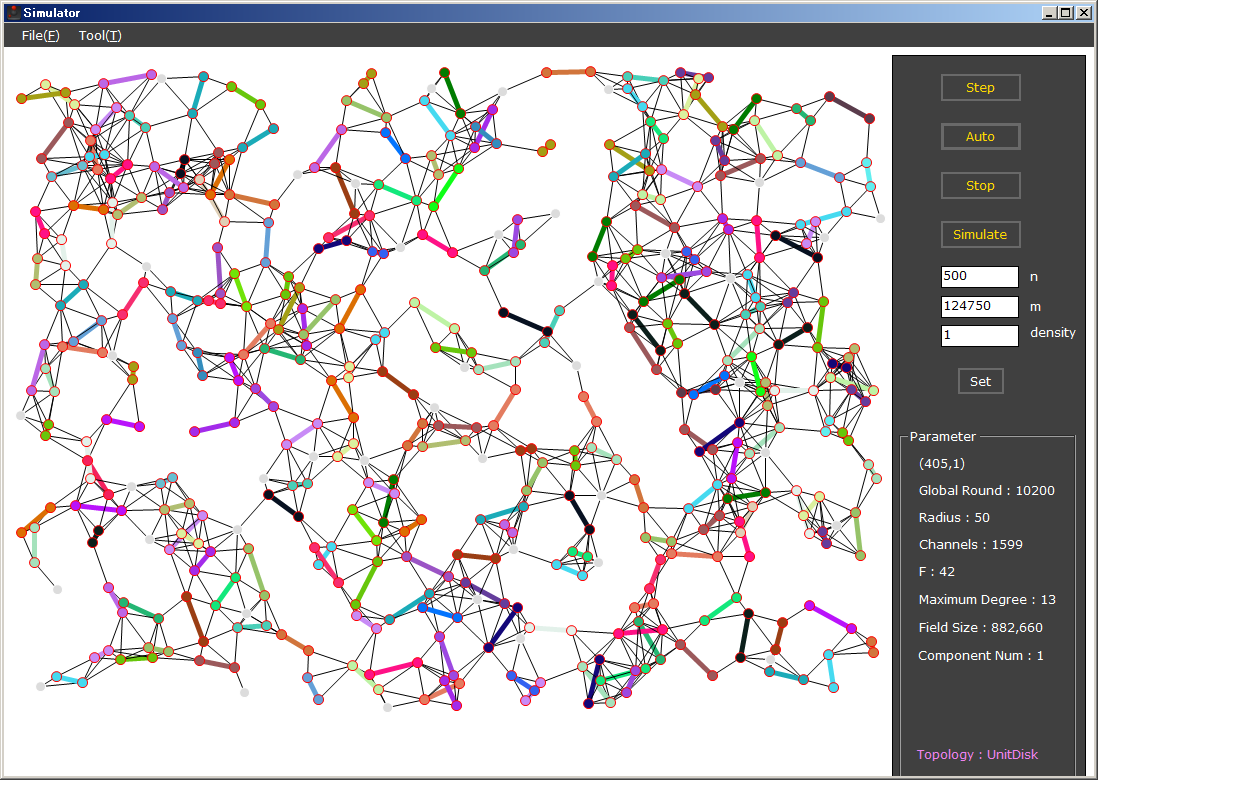 Simulator
File(F) Tool(T)
Step
Auto
Stop
Simulate
500 n
124750 m
1 density
Set
Parameter
(405,1)
Global Round : 10200
Radius : 50
Channels : 1599
F : 42
Maximum Degree : 13
Field Size : 882,660
Component Num : 1
Topology : UnitDisk